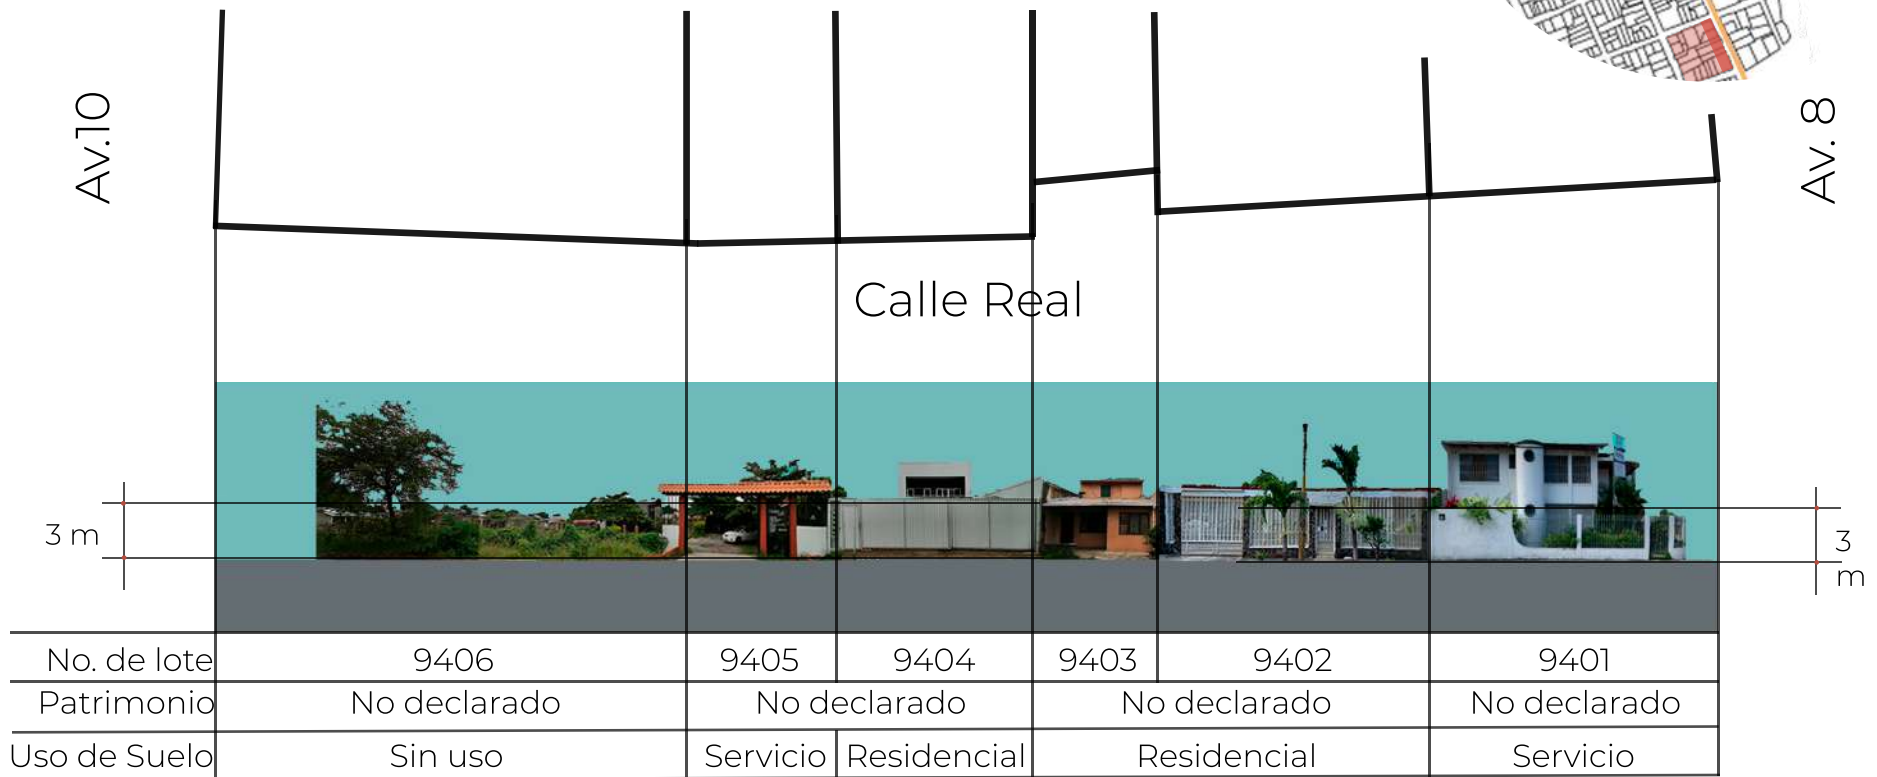 Av.10
Av. 8
Calle Real
3 m
3
m
No. de lote 9406 9405 9404 9403 9402 9401
Patrimonio No declarado No declarado No declarado No declarado
Uso de Suelo Sin uso Servicio Residencial Residencial Servicio